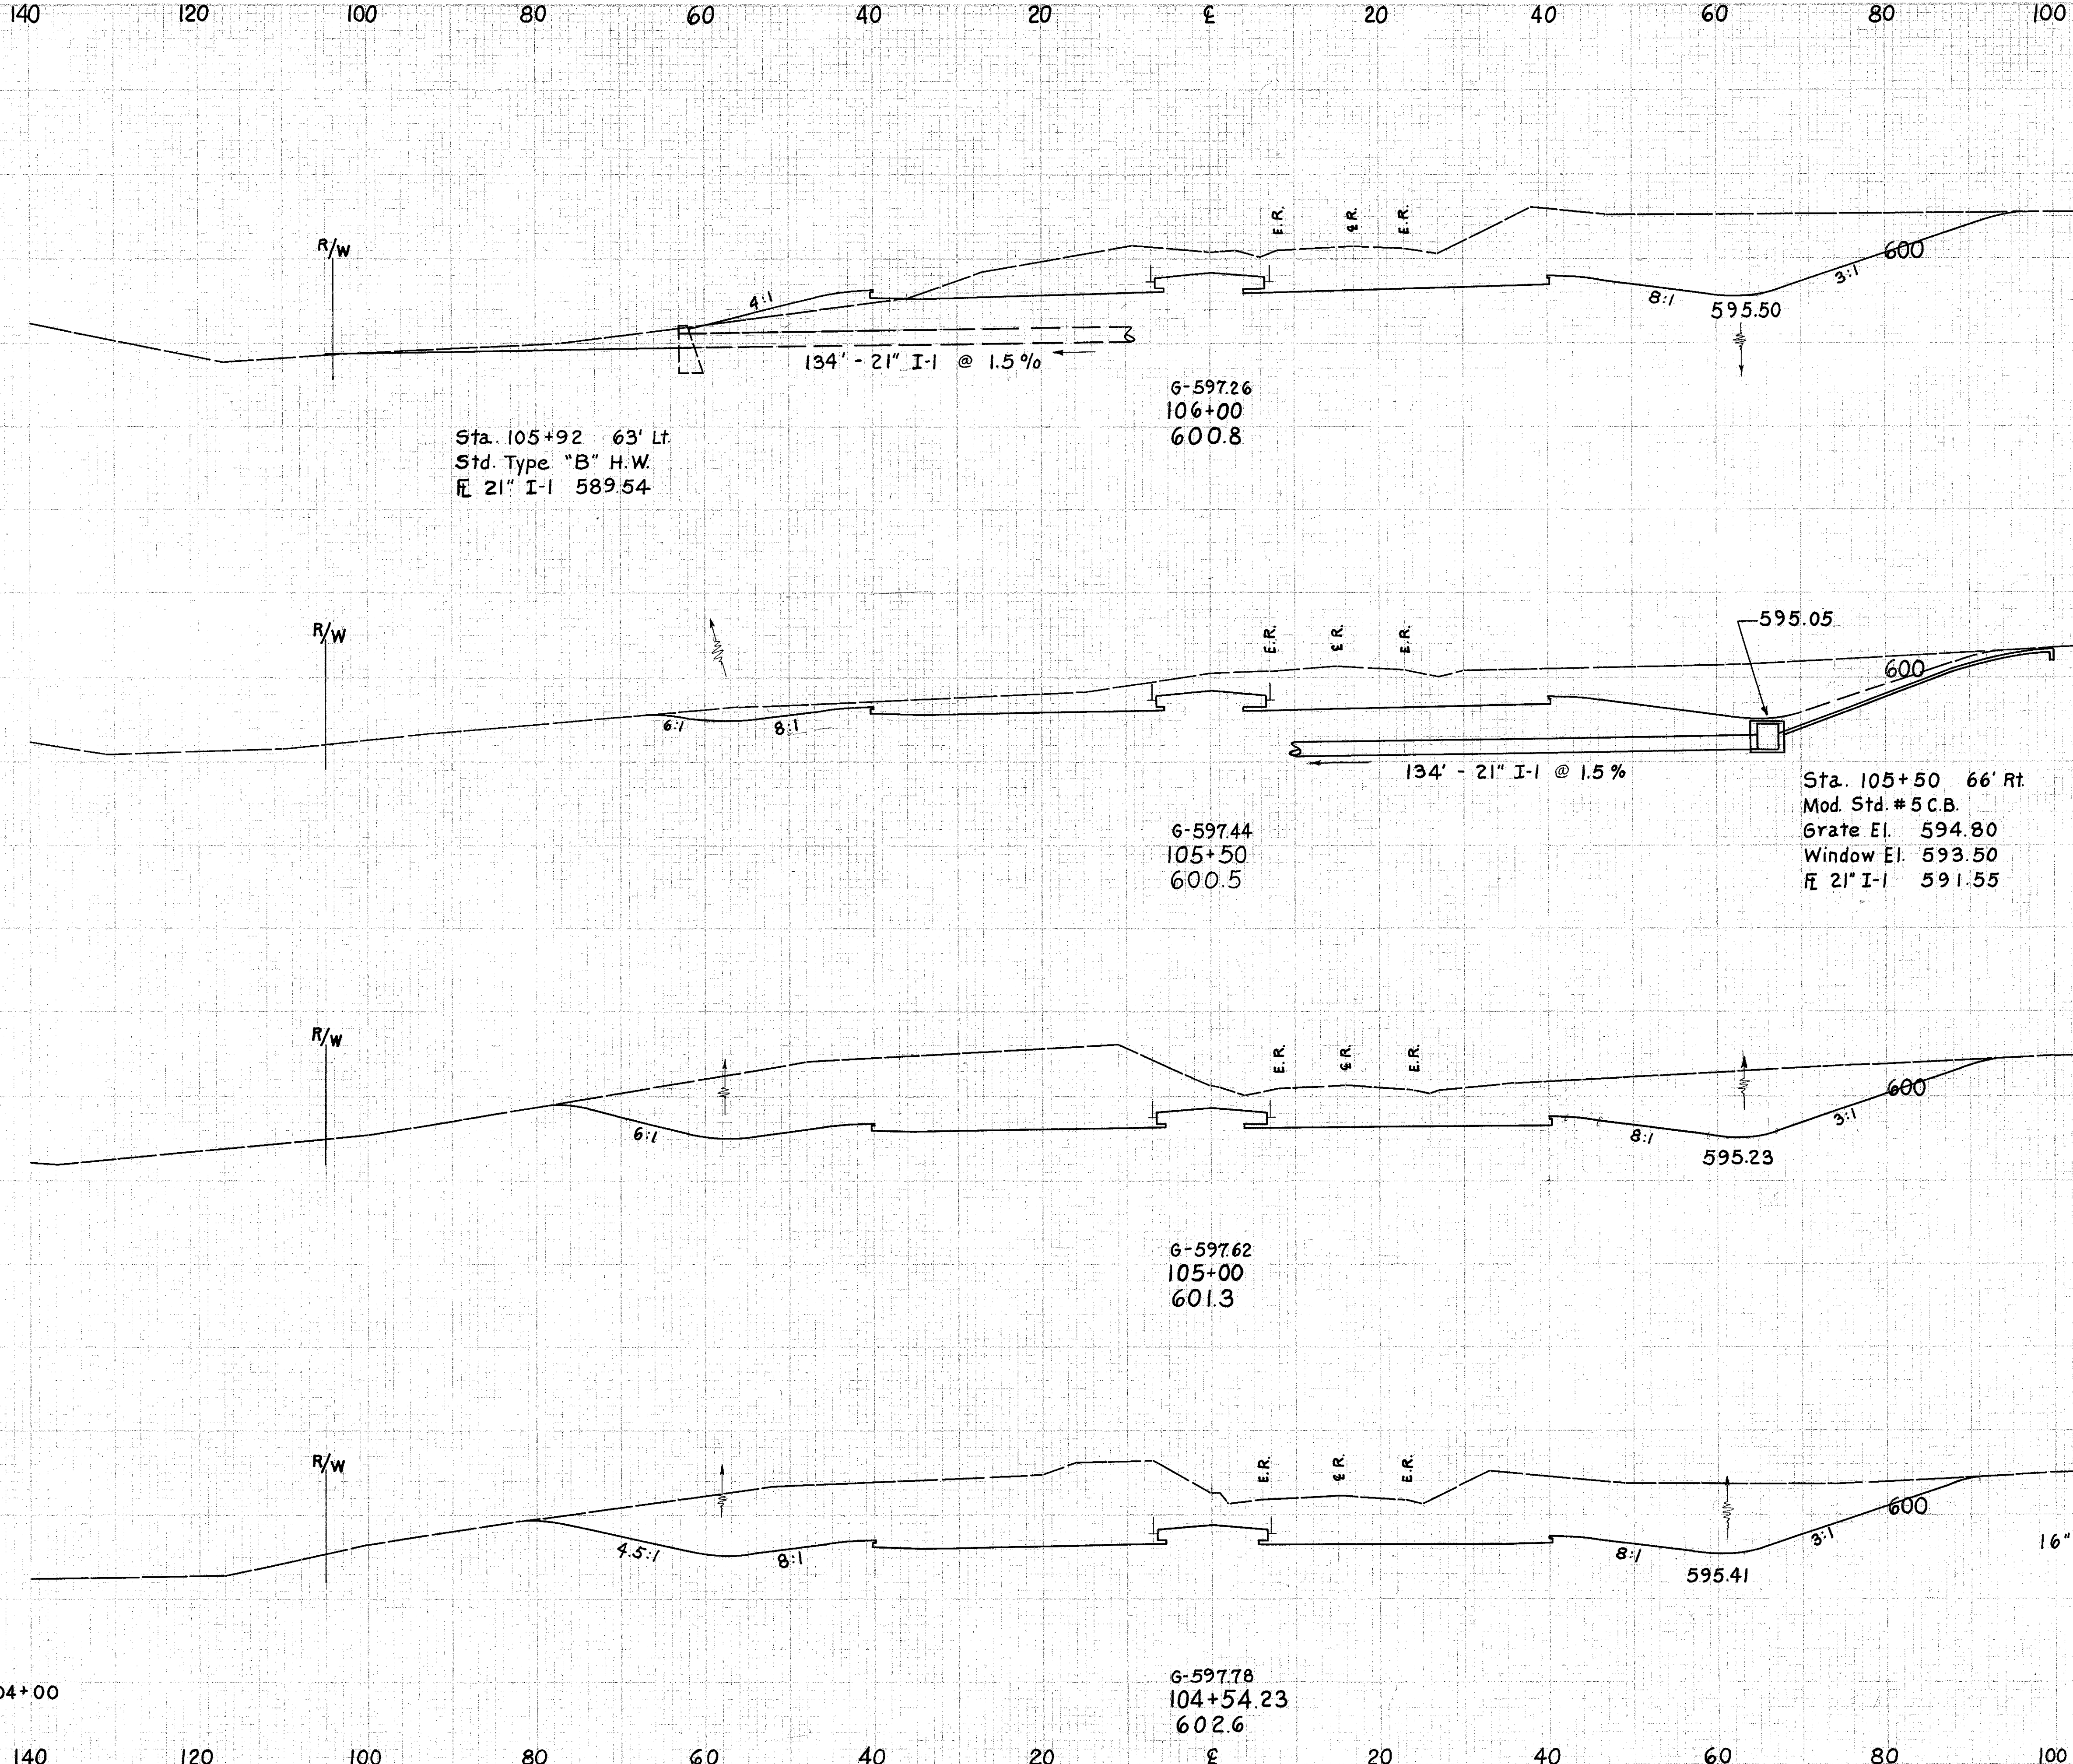 140 120 100 80 60 40 20 ℄ 20 40 60 80 100
E.R. ℄ R. E.R.
R/W
600
4:1
3:1
8:1
595.50
134' - 21" I-1 @ 1.5 %
G-597.26
106+00
600.8
Sta. 105+92 63' Lt.
Std. Type "B" H.W.
FL 21" I-1 589.54
595.05
R/W
E.R. ℄ R. E.R.
600
6:1
8:1
134' - 21" I-1 @ 1.5 %
Sta. 105+50 66' Rt.
Mod. Std. #5 C.B.
Grate El. 594.80
Window El. 593.50
FL 21" I-1 591.55
G-597.44
105+50
600.5
R/W
E.R. ℄ R. E.R.
600
6:1
8:1
3:1
595.23
G-597.62
105+00
601.3
R/W
E.R. ℄ R. E.R.
600
4.5:1
8:1
8:1
3:1
16"
595.41
G-597.78
104+54.23
602.6
04+00
140 120 100 80 60 40 20 ℄ 20 40 60 80 100